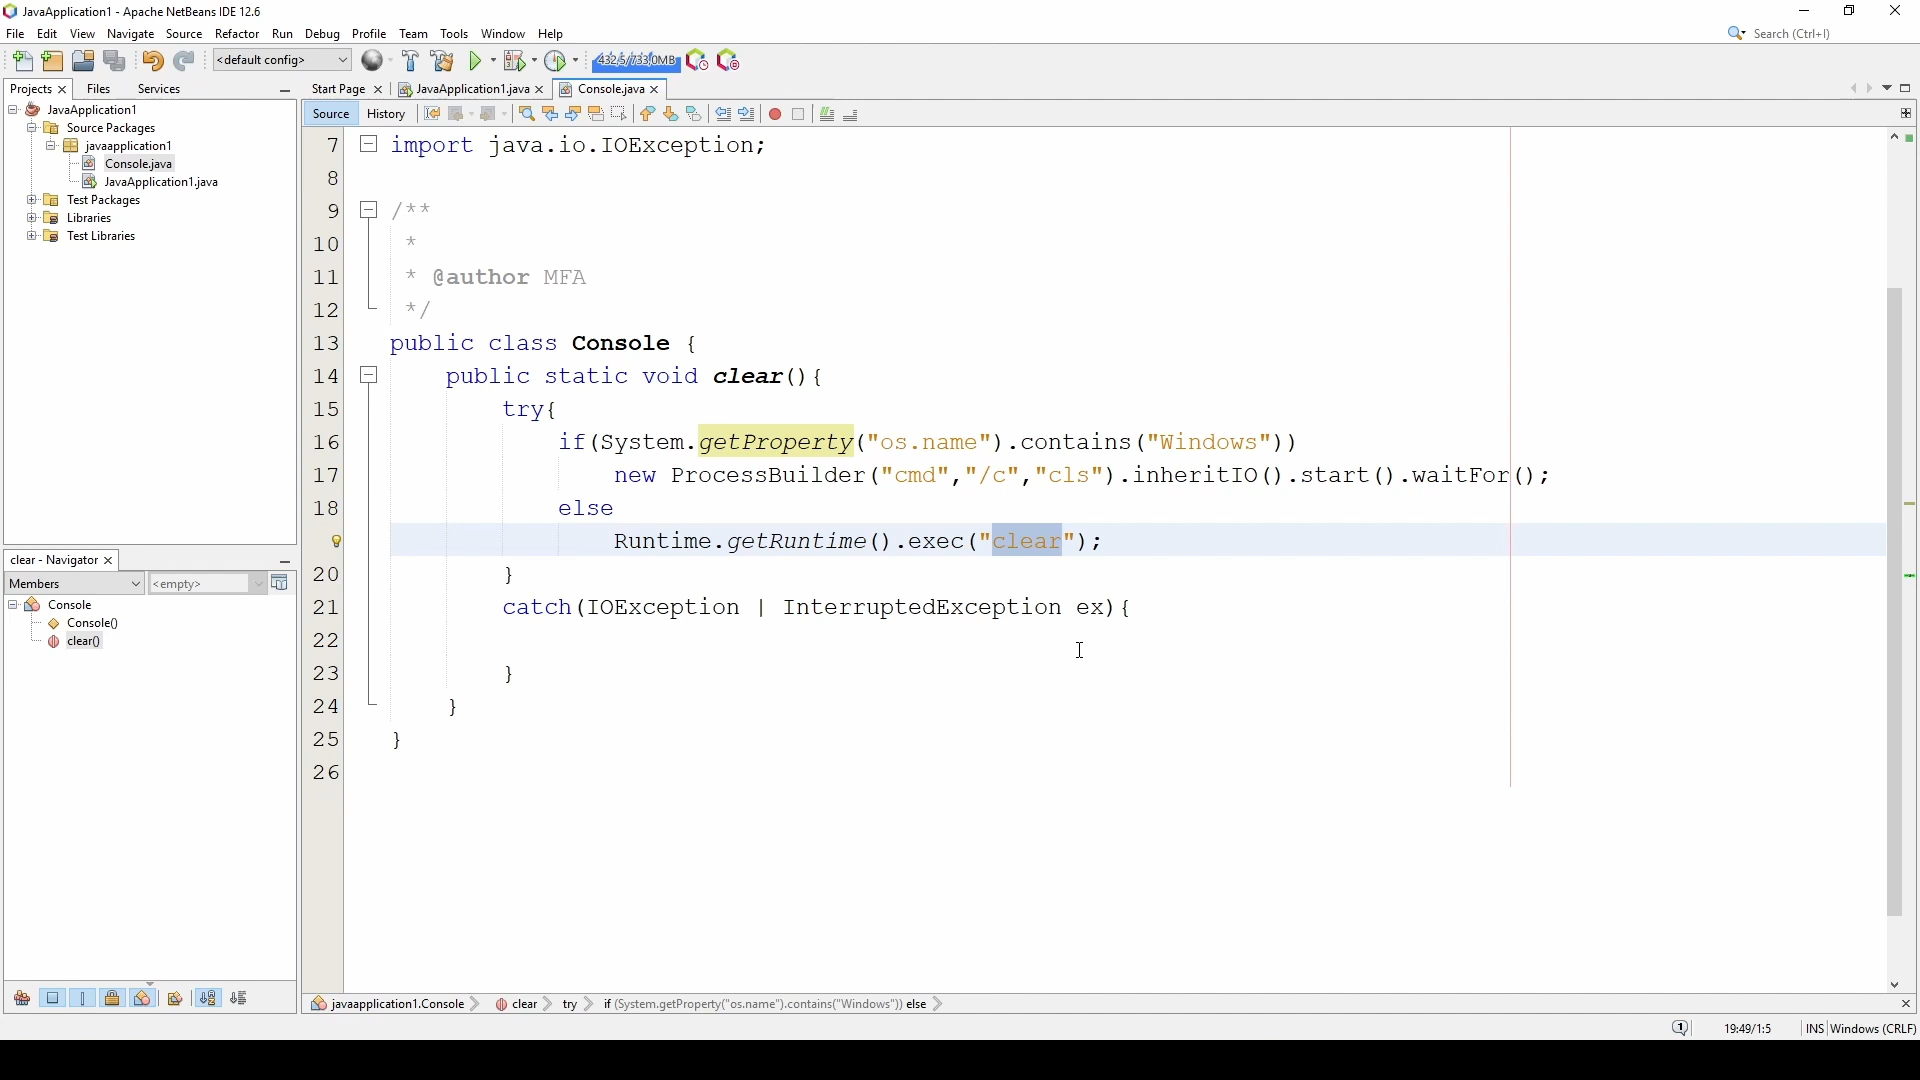 JavaApplication1 - Apache NetBeans IDE 12.6
File Edit View Navigate Source Refactor Run Debug Profile Team Tools Window Help
Search (Ctrl+I)
<default config>
432,5/733,0MB
Projects Files Services
Start Page JavaApplication1.java Console.java
Source History
JavaApplication1
Source Packages
javaapplication1
Console.java
JavaApplication1.java
Test Packages
Libraries
Test Libraries
7 import java.io.IOException;
8
9 /**
10 *
11 * @author MFA
12 */
13 public class Console {
14 public static void clear(){
15 try{
16 if(System.getProperty("os.name").contains("Windows"))
17 new ProcessBuilder("cmd","/c","cls").inheritIO().start().waitFor();
18 else
Runtime.getRuntime().exec("clear");
20 }
21 catch(IOException | InterruptedException ex){
22
23 }
24 }
25 }
26
clear - Navigator
Members <empty>
Console
Console()
clear()
javaapplication1.Console clear try if (System.getProperty("os.name").contains("Windows")) else
1 19:49/1:5 INS Windows (CRLF)